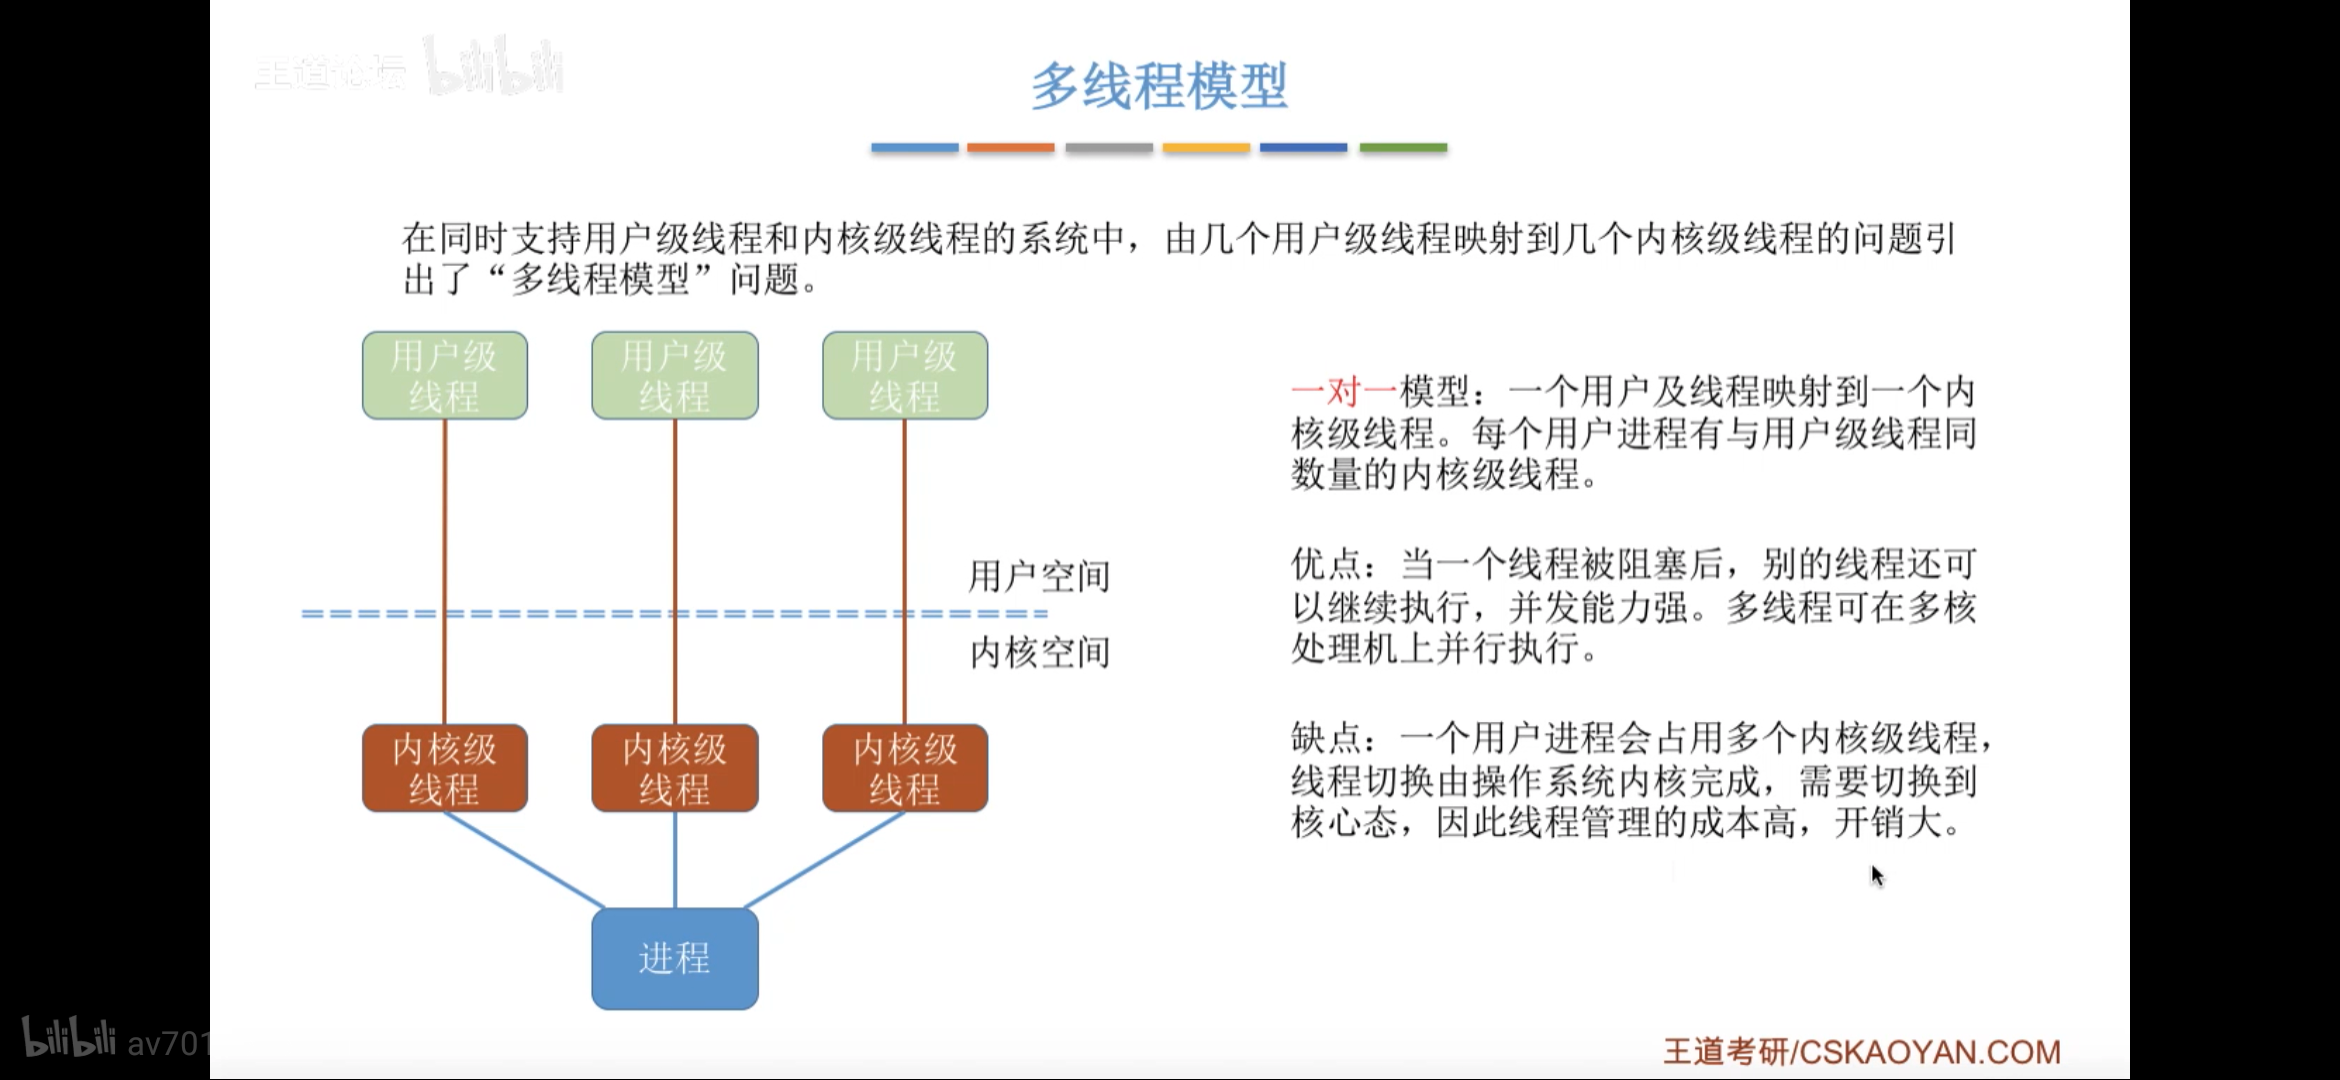 王道论坛 bilibili
多线程模型
在同时支持用户级线程和内核级线程的系统中，由几个用户级线程映射到几个内核级线程的问题引
出了“多线程模型”问题。
用户级
线程
用户级
线程
用户级
线程
用户空间
内核空间
内核级
线程
内核级
线程
内核级
线程
进程
一对一模型：一个用户及线程映射到一个内
核级线程。每个用户进程有与用户级线程同
数量的内核级线程。
优点：当一个线程被阻塞后，别的线程还可
以继续执行，并发能力强。多线程可在多核
处理机上并行执行。
缺点：一个用户进程会占用多个内核级线程，
线程切换由操作系统内核完成，需要切换到
核心态，因此线程管理的成本高，开销大。
bilibili av701
王道考研/CSKAOYAN.COM